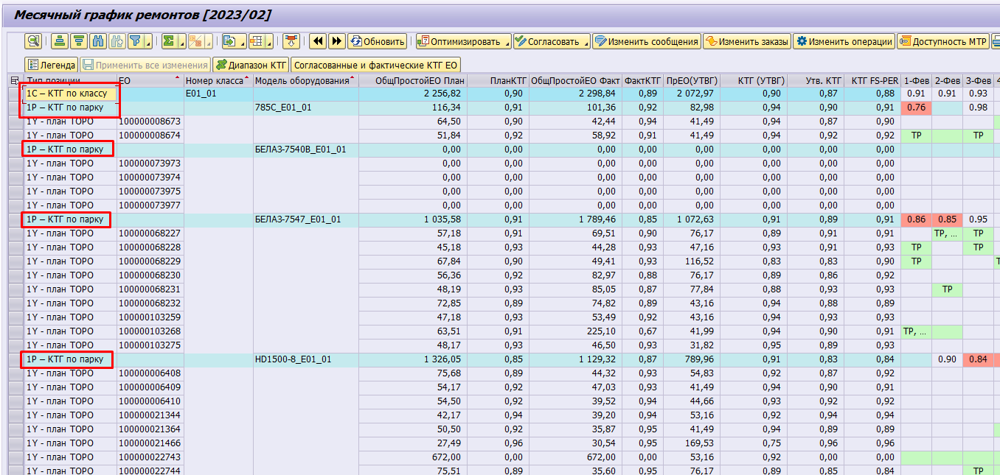 Месячный график ремонтов [2023/02]
Обновить Оптимизировать Согласовать Изменить сообщения Изменить заказы Изменить операции Доступность МТР
Легенда Применить все изменения Диапазон КТГ Согласованные и фактические КТГ ЕО
Тип позиции ЕО Номер класса Модель оборудования ОбщПростойЕО План ПланКТГ ОбщПростойЕО Факт ФактКТГ ПрЕО(УТВГ) КТГ (УТВГ) Утв. КТГ КТГ FS-PER 1-Фев 2-Фев 3-Фев
1C – КТГ по классу E01_01 2 256,82 0,90 2 298,84 0,89 2 072,97 0,90 0,87 0,88 0.91 0.91 0.93
1P – КТГ по парку 785C_E01_01 116,34 0,91 101,36 0,92 82,98 0,94 0,90 0,91 0.76 0.98
1Y - план ТОРО 100000008673 64,50 0,90 42,44 0,94 41,49 0,94 0,87 0,90
1Y - план ТОРО 100000008674 51,84 0,92 58,92 0,91 41,49 0,94 0,92 0,92 ТР ТР
1P – КТГ по парку БЕЛАЗ-7540В_E01_01 0,00 0,00 0,00 0,00 0,00 0,00 0,00 0,00
1Y - план ТОРО 100000073973 0,00 0,00 0,00 0,00 0,00 0,00 0,00 0,00
1Y - план ТОРО 100000073974 0,00 0,00 0,00 0,00 0,00 0,00 0,00 0,00
1Y - план ТОРО 100000073975 0,00 0,00 0,00 0,00 0,00 0,00 0,00 0,00
1Y - план ТОРО 100000073977 0,00 0,00 0,00 0,00 0,00 0,00 0,00 0,00
1P – КТГ по парку БЕЛАЗ-7547_E01_01 1 035,58 0,91 1 789,46 0,85 1 072,63 0,91 0,89 0,91 0.86 0.85 0.95
1Y - план ТОРО 100000068227 57,18 0,91 69,51 0,90 76,17 0,89 0,91 0,91 ТР, ... ТР
1Y - план ТОРО 100000068228 45,18 0,93 44,28 0,93 47,16 0,93 0,91 0,93 ТР ТР
1Y - план ТОРО 100000068229 67,84 0,90 49,41 0,93 116,52 0,83 0,83 0,90 ТР
1Y - план ТОРО 100000068230 56,36 0,92 82,97 0,88 76,17 0,89 0,86 0,92
1Y - план ТОРО 100000068231 48,19 0,93 85,05 0,87 77,84 0,88 0,93 0,93 ТР
1Y - план ТОРО 100000068232 72,85 0,89 74,82 0,89 43,16 0,94 0,88 0,89
1Y - план ТОРО 100000103259 47,18 0,93 53,49 0,92 43,16 0,94 0,93 0,93
1Y - план ТОРО 100000103268 63,51 0,91 225,10 0,67 41,99 0,94 0,90 0,91 ТР, ...
1Y - план ТОРО 100000103275 48,17 0,93 46,50 0,93 31,82 0,95 0,89 0,93
1P – КТГ по парку HD1500-8_E01_01 1 326,05 0,85 1 129,32 0,87 789,96 0,91 0,83 0,84 0.90 0.84
1Y - план ТОРО 100000006408 75,68 0,89 44,32 0,93 54,83 0,92 0,87 0,92
1Y - план ТОРО 100000006409 54,17 0,92 47,03 0,93 41,49 0,94 0,90 0,91
1Y - план ТОРО 100000006410 54,50 0,92 39,52 0,94 44,66 0,93 0,92 0,92
1Y - план ТОРО 100000021344 42,17 0,94 39,20 0,94 53,16 0,92 0,94 0,94
1Y - план ТОРО 100000021364 50,50 0,92 35,87 0,95 41,49 0,94 0,89 0,89
1Y - план ТОРО 100000021466 27,49 0,96 30,54 0,95 169,53 0,75 0,96 0,96
1Y - план ТОРО 100000022743 672,00 0,00 672,00 0,00 53,16 0,92 0,00 0,00
1Y - план ТОРО 100000022744 75,51 0,89 35,60 0,95 76,17 0,89 0,85 0,84 ТР